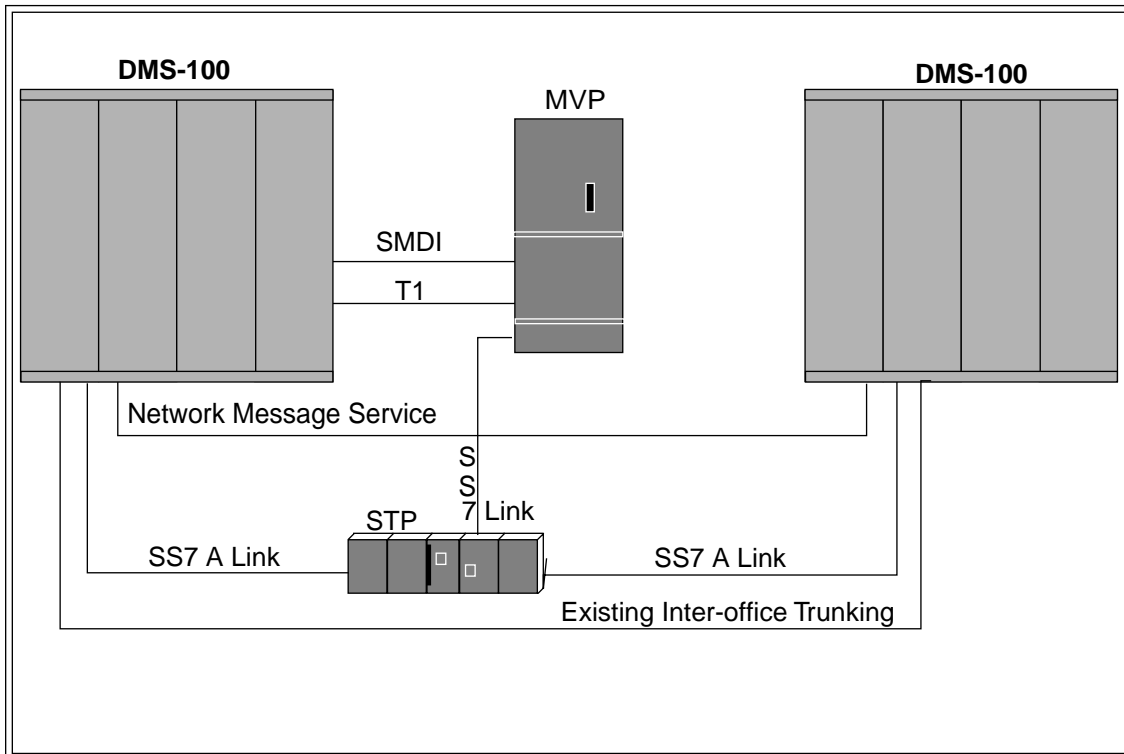 DMS-100
DMS-100
MVP
SMDI
T1
Network Message Service
S
S
7 Link
STP
SS7 A Link
SS7 A Link
Existing Inter-office Trunking